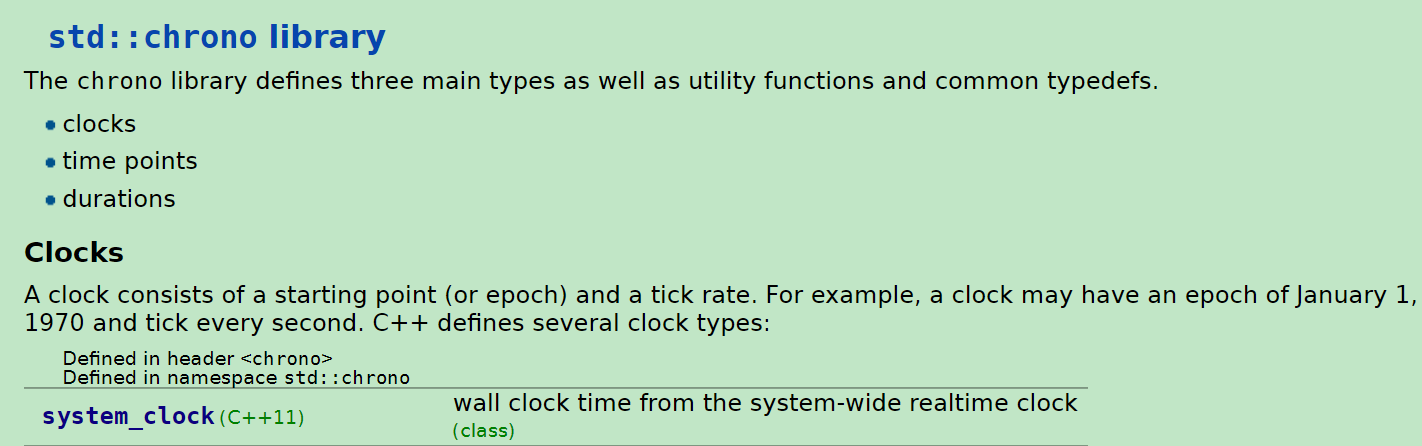 std::chrono library
The chrono library defines three main types as well as utility functions and common typedefs.
clocks
time points
durations
Clocks
A clock consists of a starting point (or epoch) and a tick rate. For example, a clock may have an epoch of January 1,
1970 and tick every second. C++ defines several clock types:
Defined in header <chrono>
Defined in namespace std::chrono
system_clock (C++11) wall clock time from the system-wide realtime clock
(class)